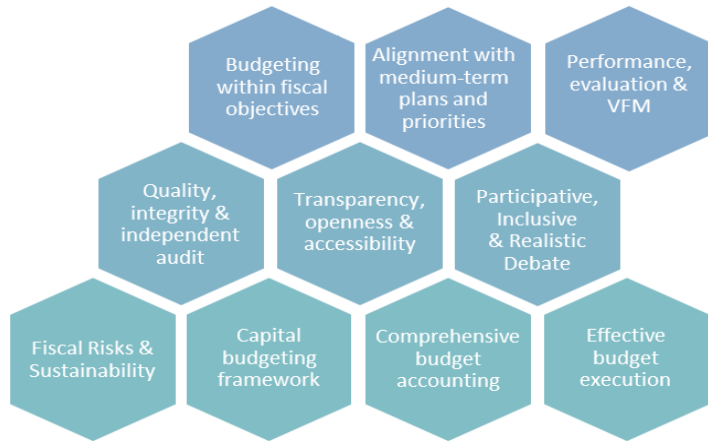 Budgeting
within fiscal
objectives
Alignment with
medium-term
plans and
priorities
Performance,
evaluation &
VFM
Quality,
integrity &
independent
audit
Transparency,
openness &
accessibility
Participative,
Inclusive
& Realistic
Debate
Fiscal Risks &
Sustainability
Capital
budgeting
framework
Comprehensive
budget
accounting
Effective
budget
execution